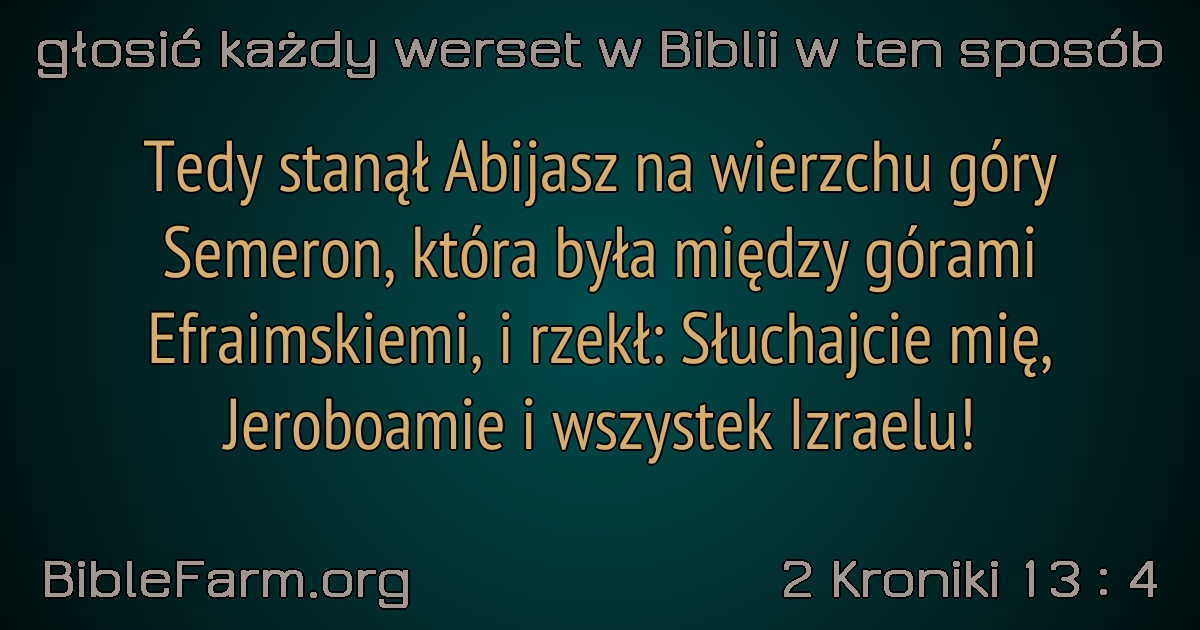 głosić każdy werset w Biblii w ten sposób
Tedy stanął Abijasz na wierzchu góry
Semeron, która była między górami
Efraimskiemi, i rzekł: Słuchajcie mię,
Jeroboamie i wszystek Izraelu!
BibleFarm.org
2 Kroniki 13 : 4